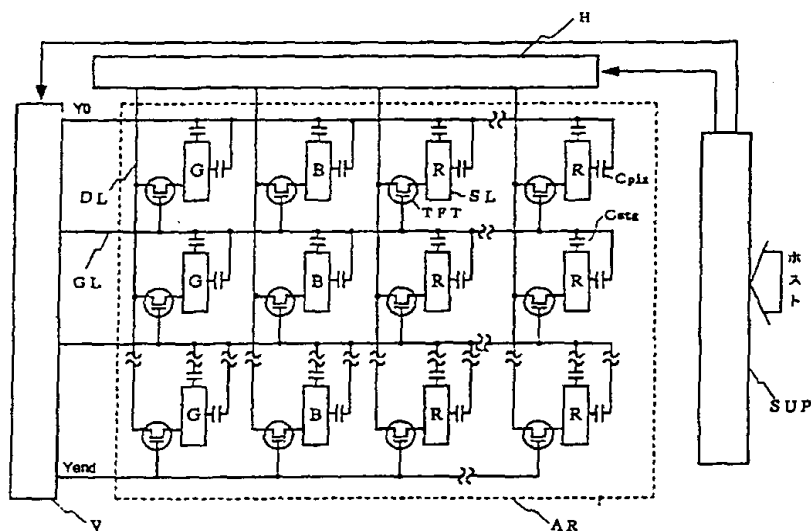 H
Y0
G
B
R
R
Cpix
DL
SL
TFT
Cstg
GL
G
B
R
R
ホスト
G
B
R
R
SUP
Yend
V
AR